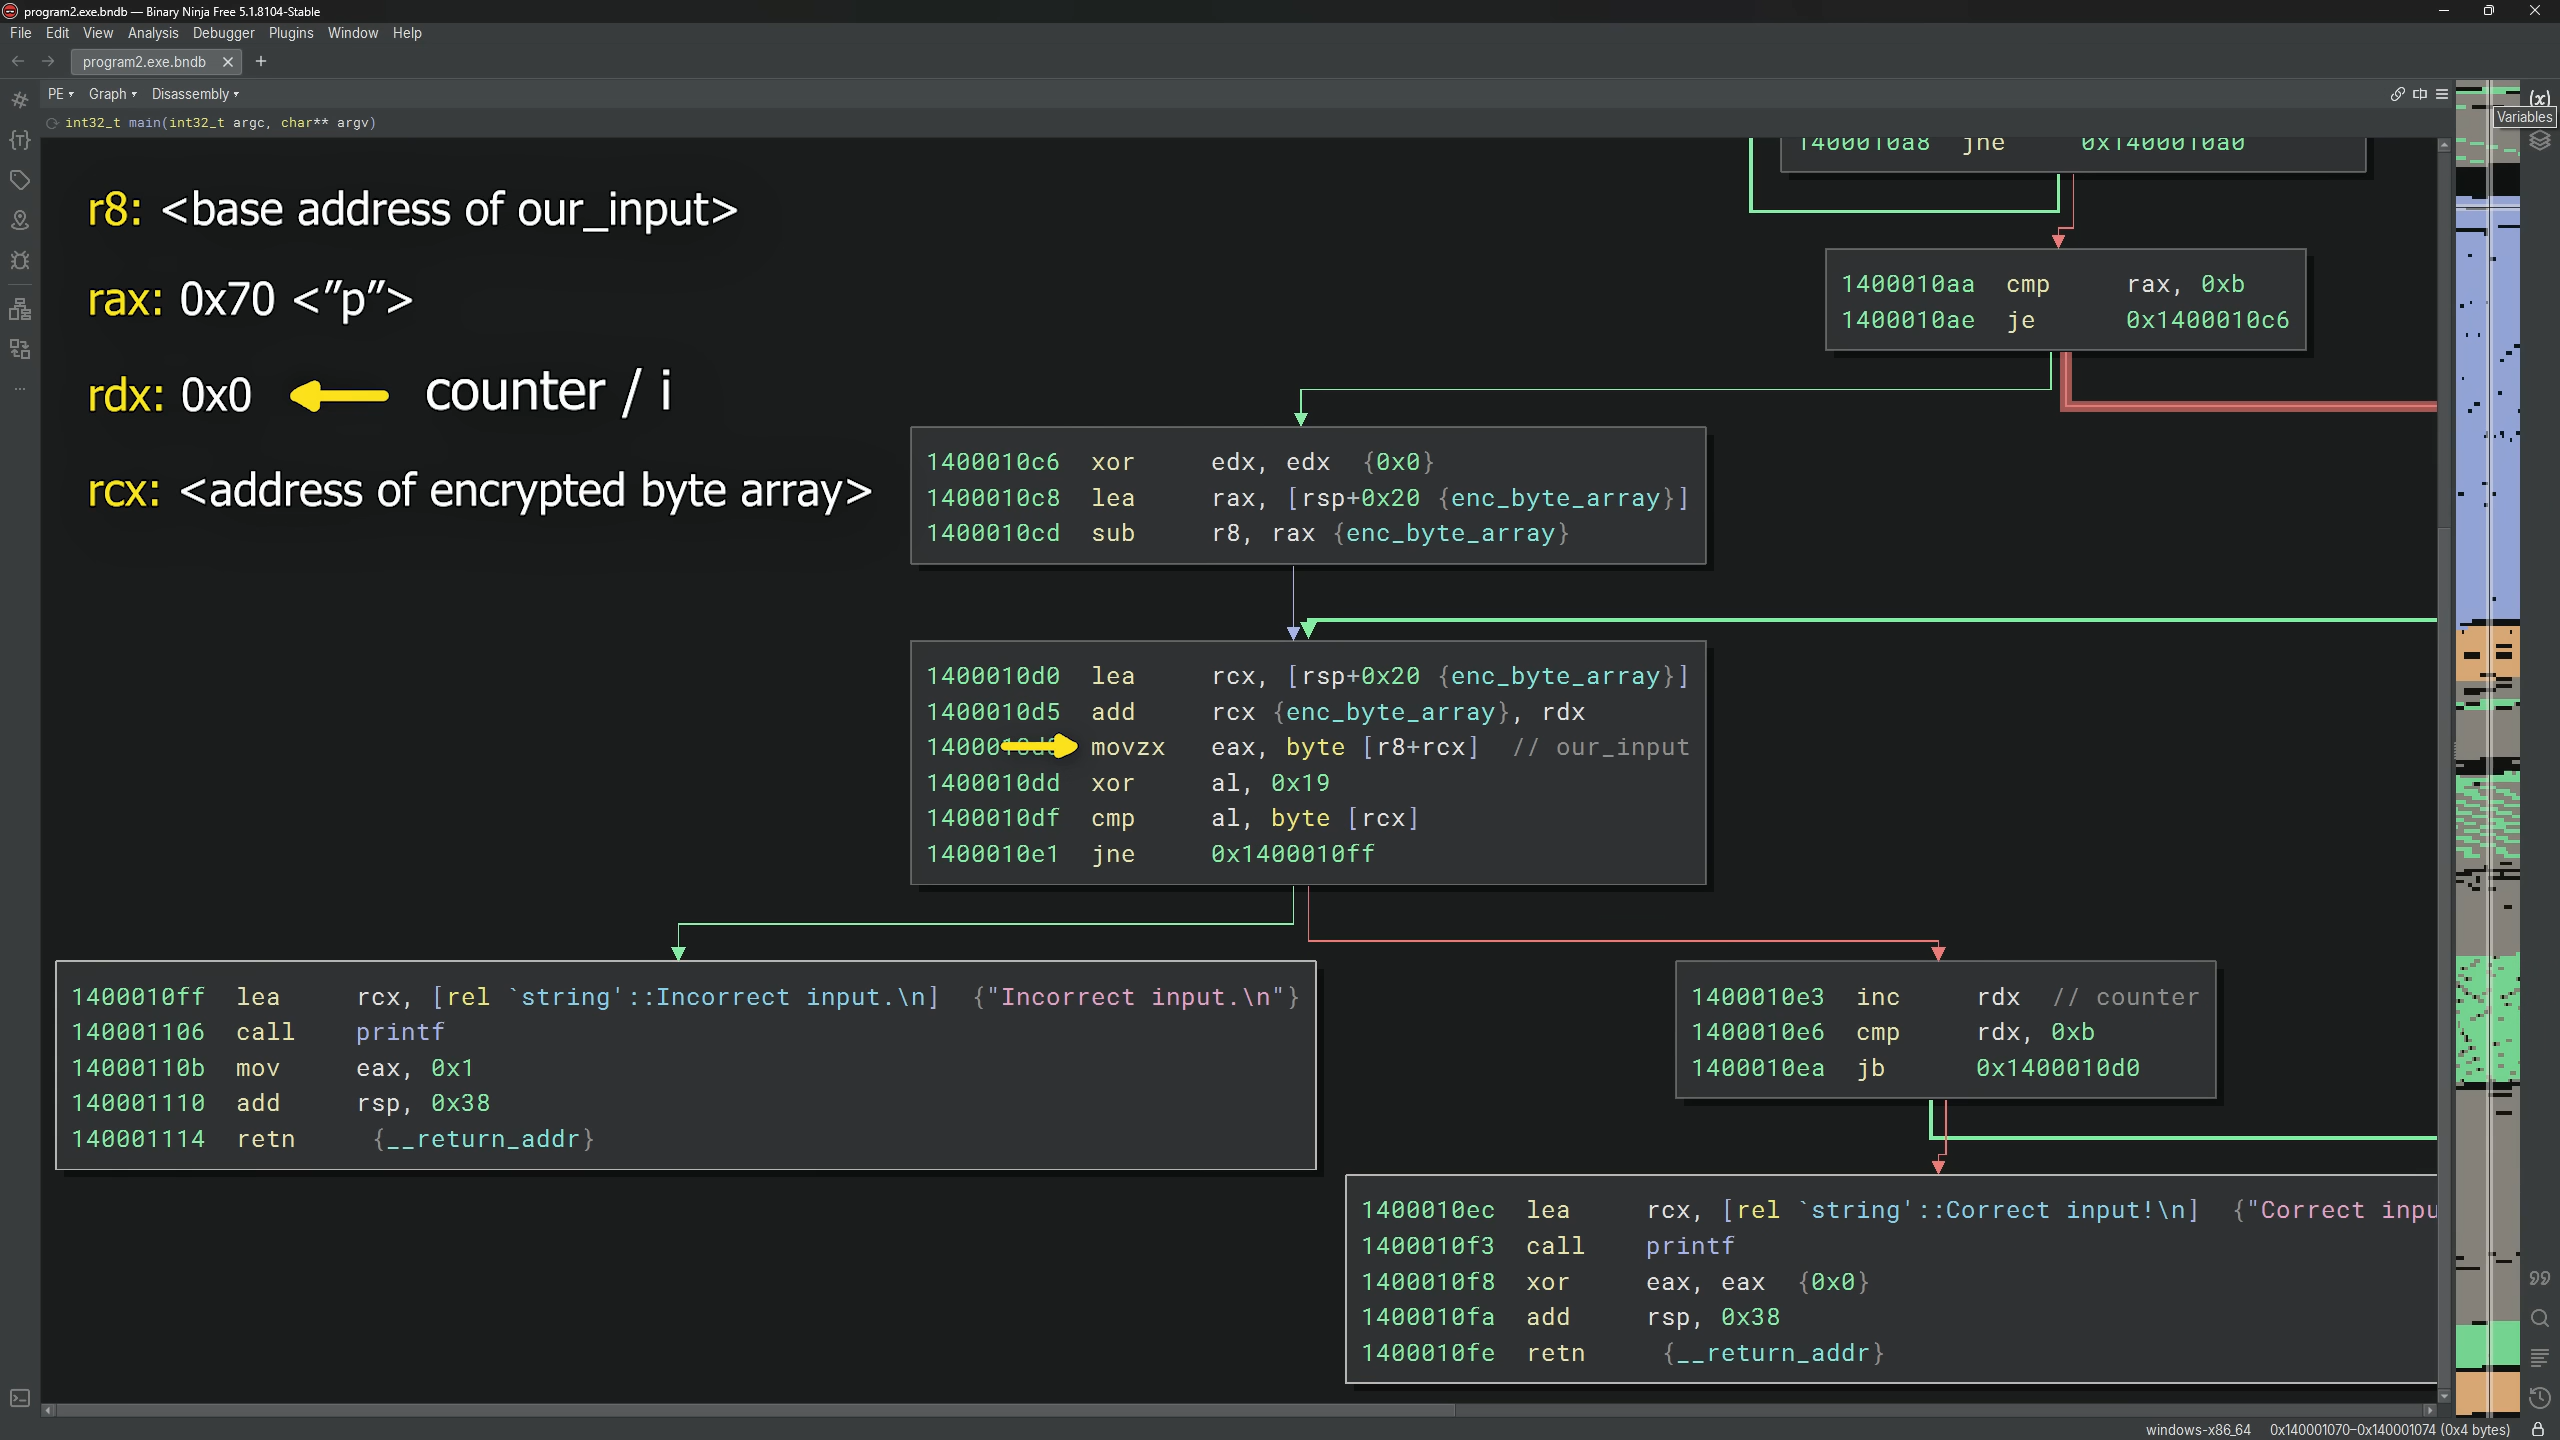 program2.exe.bndb — Binary Ninja Free 5.1.8104-Stable
File Edit View Analysis Debugger Plugins Window Help
program2.exe.bndb
PE Graph Disassembly
int32_t main(int32_t argc, char** argv)
Variables
1400010a8 jne 0x1400010a0
r8: <base address of our_input>
rax: 0x70 <"p">
rdx: 0x0 counter / i
rcx: <address of encrypted byte array>
1400010aa cmp rax, 0xb
1400010ae je 0x1400010c6
1400010c6 xor edx, edx {0x0}
1400010c8 lea rax, [rsp+0x20 {enc_byte_array}]
1400010cd sub r8, rax {enc_byte_array}
1400010d0 lea rcx, [rsp+0x20 {enc_byte_array}]
1400010d5 add rcx {enc_byte_array}, rdx
movzx eax, byte [r8+rcx] // our_input
1400010dd xor al, 0x19
1400010df cmp al, byte [rcx]
1400010e1 jne 0x1400010ff
1400010ff lea rcx, [rel `string'::Incorrect input.\n] {"Incorrect input.\n"}
140001106 call printf
14000110b mov eax, 0x1
140001110 add rsp, 0x38
140001114 retn {__return_addr}
1400010e3 inc rdx // counter
1400010e6 cmp rdx, 0xb
1400010ea jb 0x1400010d0
1400010ec lea rcx, [rel `string'::Correct input!\n] {"Correct inpu
1400010f3 call printf
1400010f8 xor eax, eax {0x0}
1400010fa add rsp, 0x38
1400010fe retn {__return_addr}
windows-x86_64 0x140001070-0x140001074 (0x4 bytes)